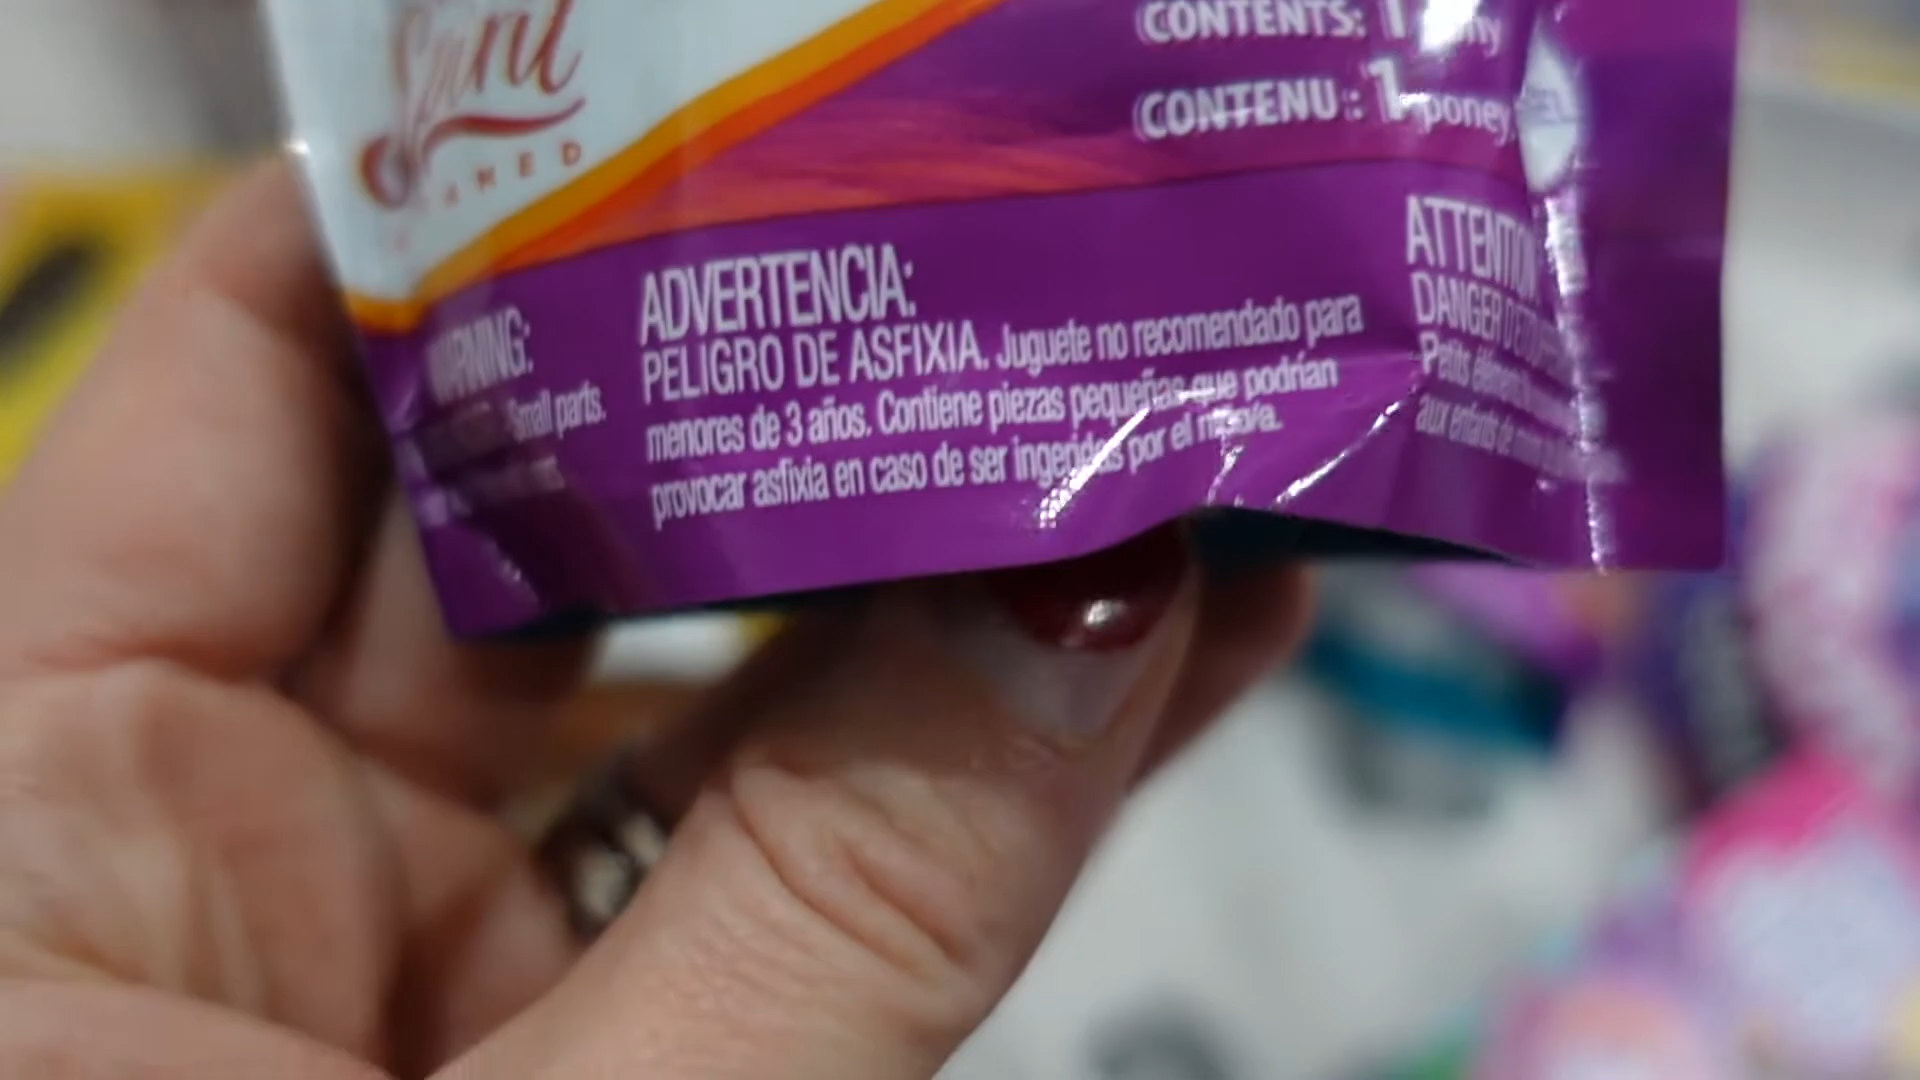 Spirit
CONTENTS: 1
CONTENU : 1 poney
WARNING:
Small parts.
ADVERTENCIA:
PELIGRO DE ASFIXIA. Juguete no recomendado para
menores de 3 años. Contiene piezas pequeñas que podrían
provocar asfixia en caso de ser ingeridas por el
ATTENTION
DANGER
Petits
aux enfants de